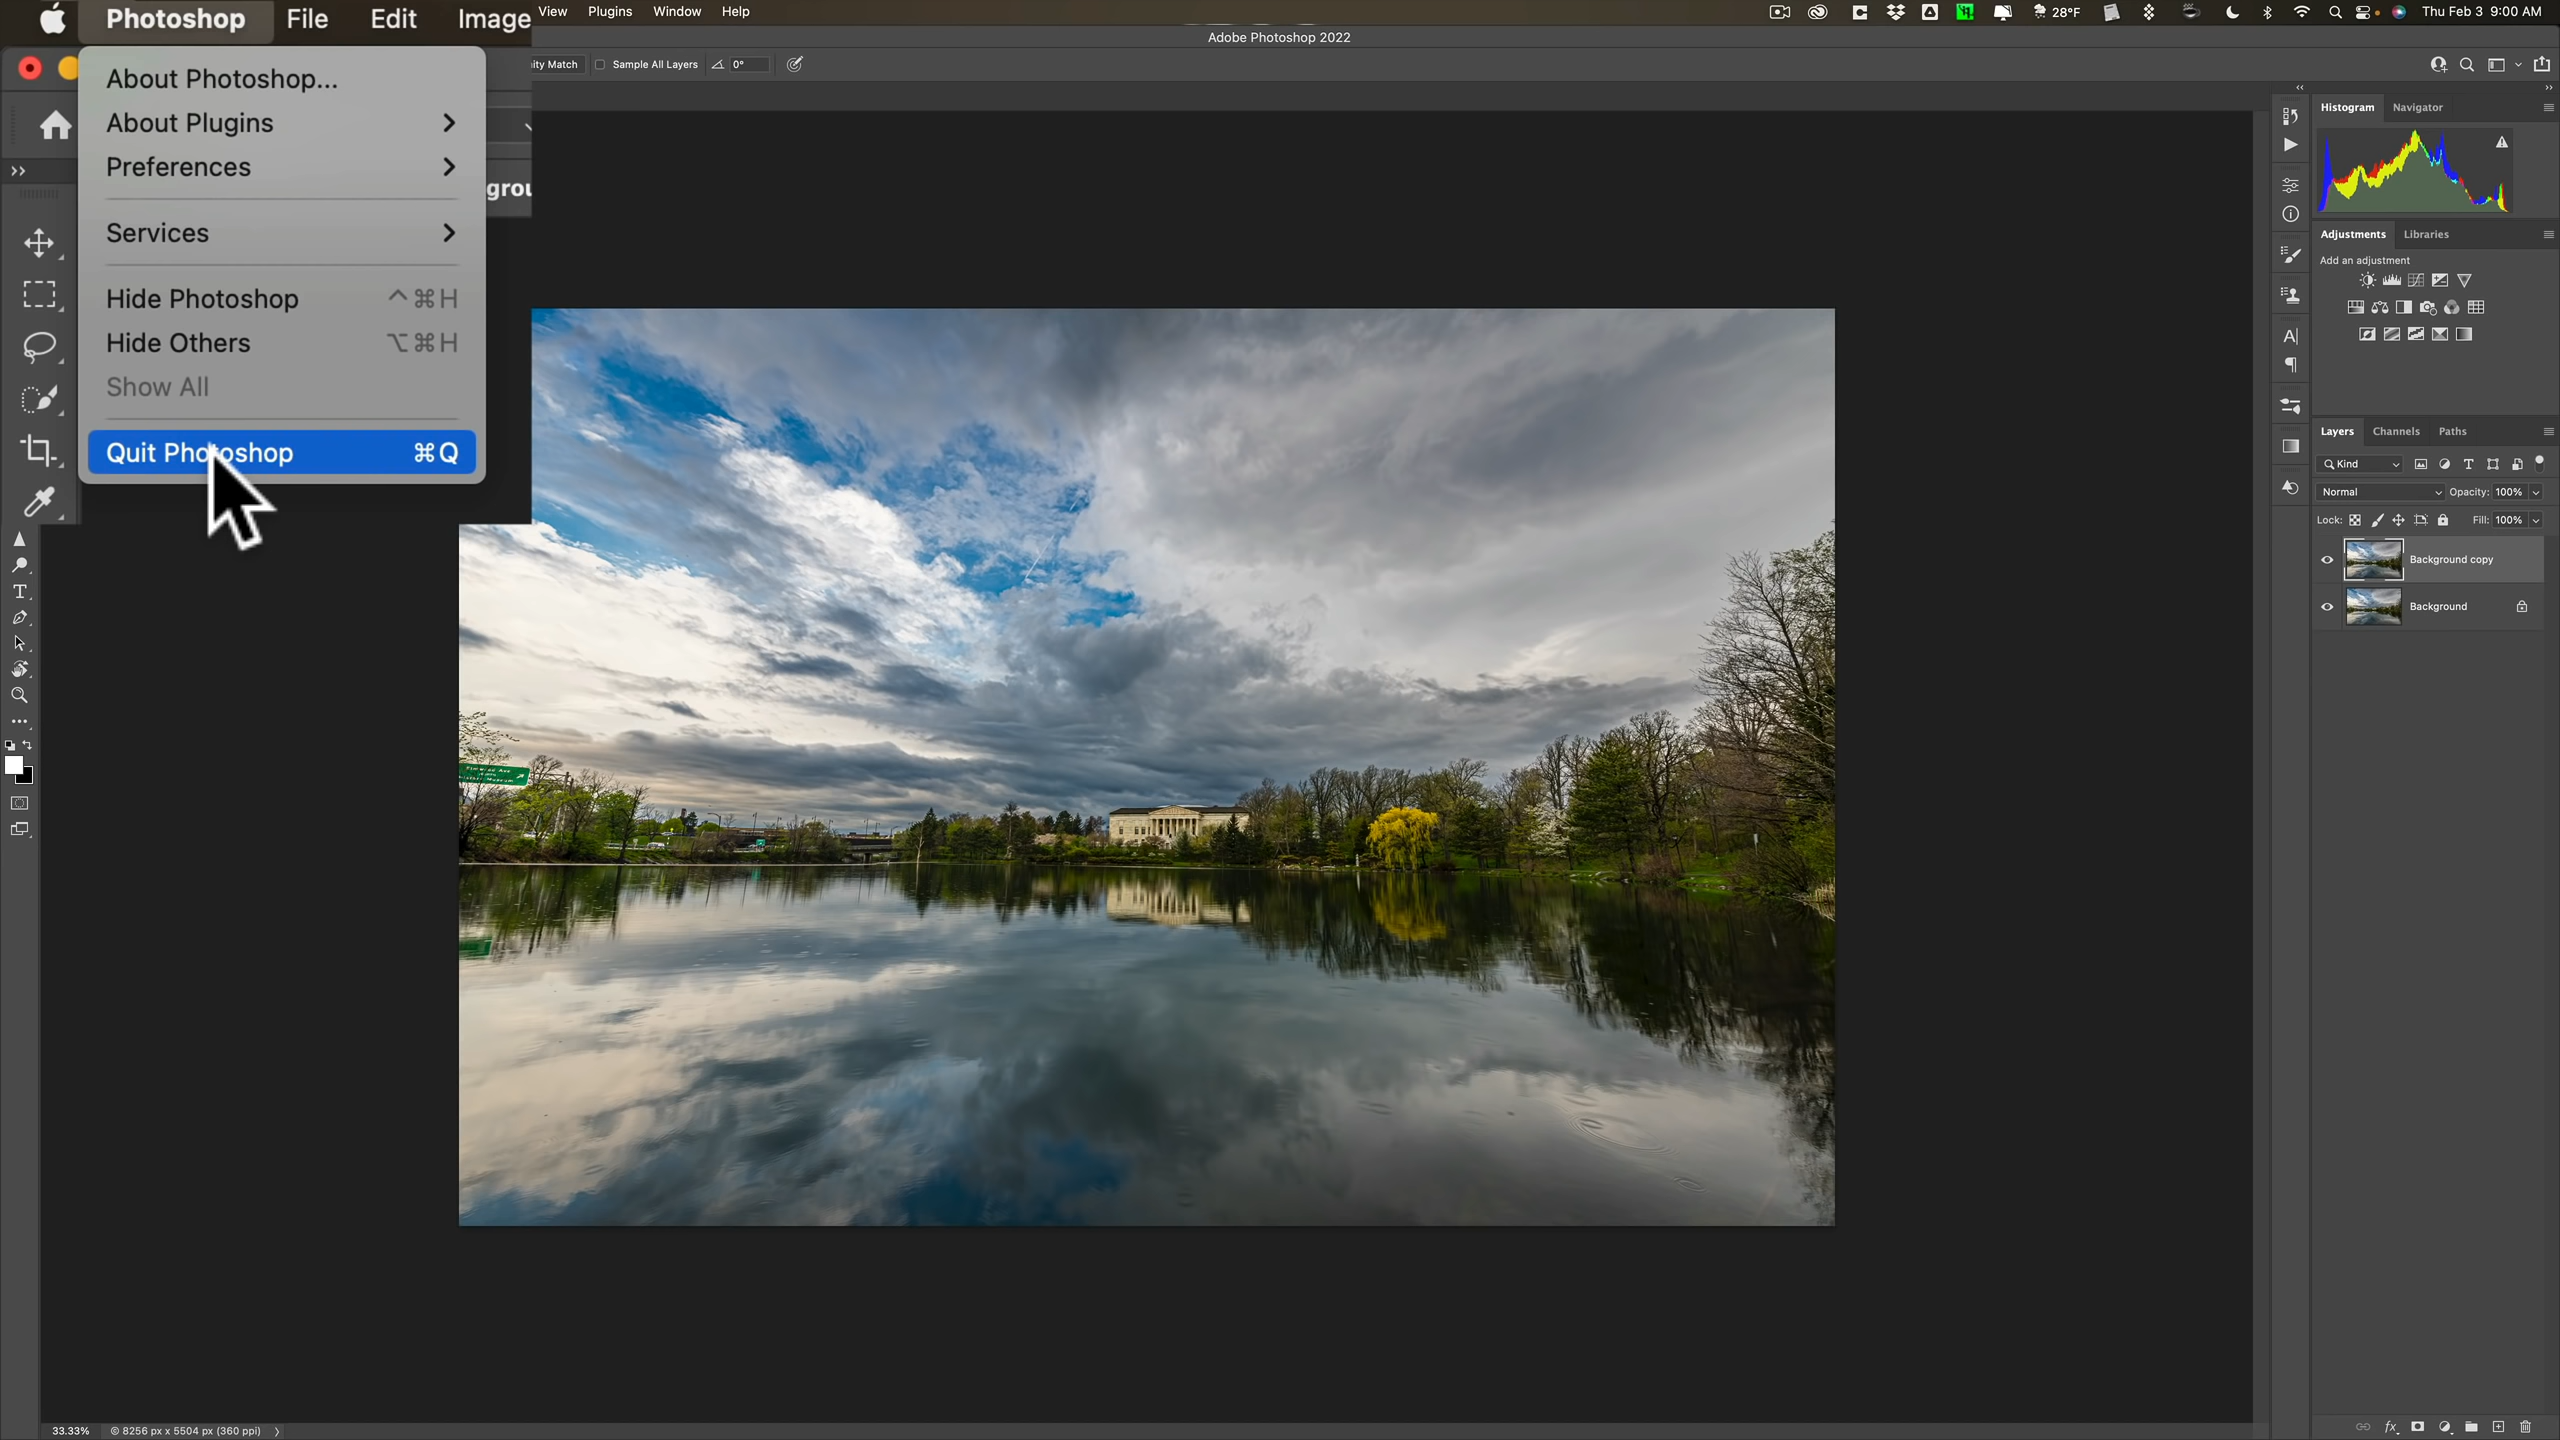 Photoshop File Edit Image View Plugins Window Help 28°F Thu Feb 3 9:00 AM
Adobe Photoshop 2022
ity Match Sample All Layers 0°
About Photoshop...
About Plugins
Preferences
Services
Hide Photoshop ^⌘H
Hide Others ⌥⌘H
Show All
Quit Photoshop ⌘Q
grou
Histogram Navigator
Adjustments Libraries
Add an adjustment
Layers Channels Paths
Kind
Normal Opacity: 100%
Lock: Fill: 100%
Background copy
Background
33.33% 8256 px x 5504 px (360 ppi)